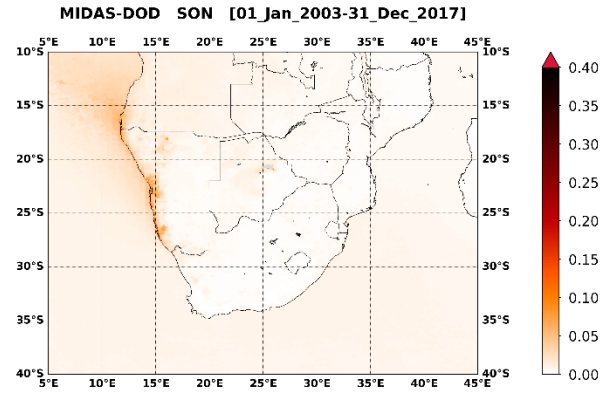 MIDAS-DOD SON [01_Jan_2003-31_Dec_2017]
5°E 10°E 15°E 20°E 25°E 30°E 35°E 40°E 45°E
10°S 10°S 0.40
15°S 15°S 0.35
20°S 20°S 0.30
25°S 25°S 0.25
30°S 30°S 0.20
35°S 35°S 0.15
40°S 40°S 0.10
0.05
0.00
5°E 10°E 15°E 20°E 25°E 30°E 35°E 40°E 45°E